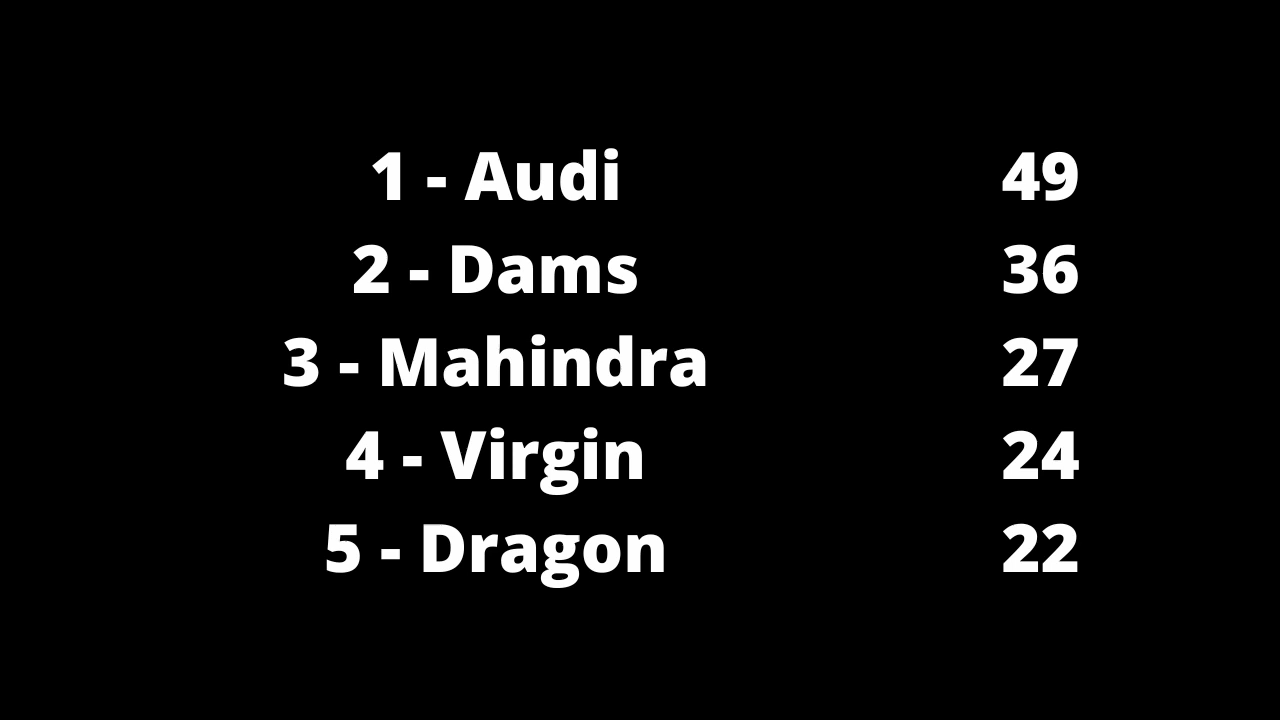 1 - Audi 49
2 - Dams 36
3 - Mahindra 27
4 - Virgin 24
5 - Dragon 22